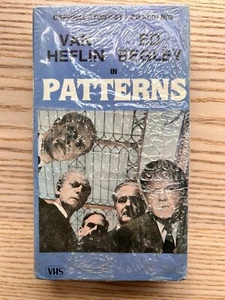 VAN ED
HEFLIN BEGLEY
IN
PATTERNS
VHS